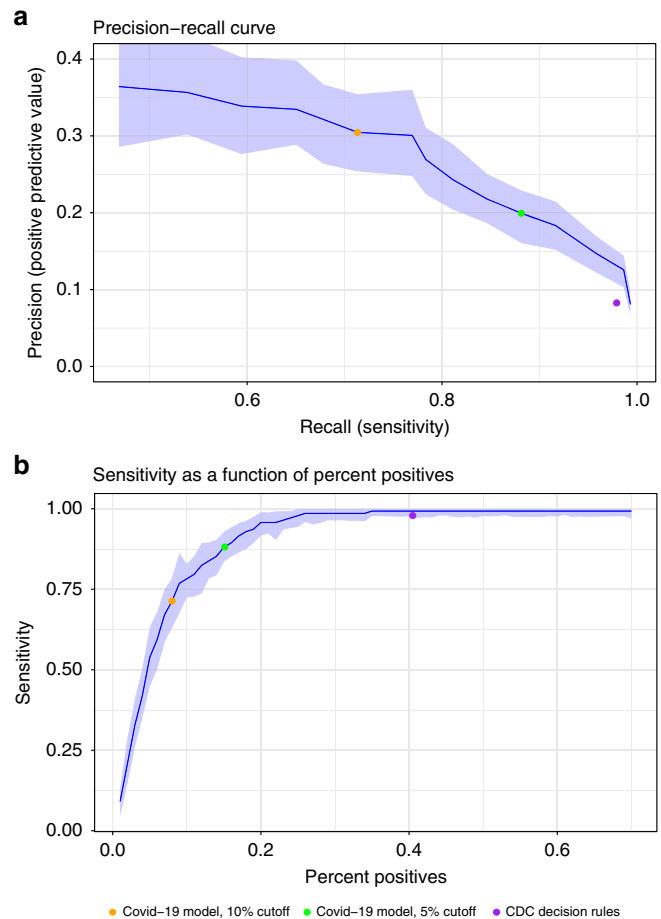 a
Precision−recall curve
0.4
0.3
0.2
0.1
0.0
Precision (positive predictive value)
0.6 0.8 1.0
Recall (sensitivity)
b
Sensitivity as a function of percent positives
1.00
0.75
0.50
0.25
0.00
Sensitivity
0.0 0.2 0.4 0.6
Percent positives
Covid−19 model, 10% cutoff Covid−19 model, 5% cutoff CDC decision rules